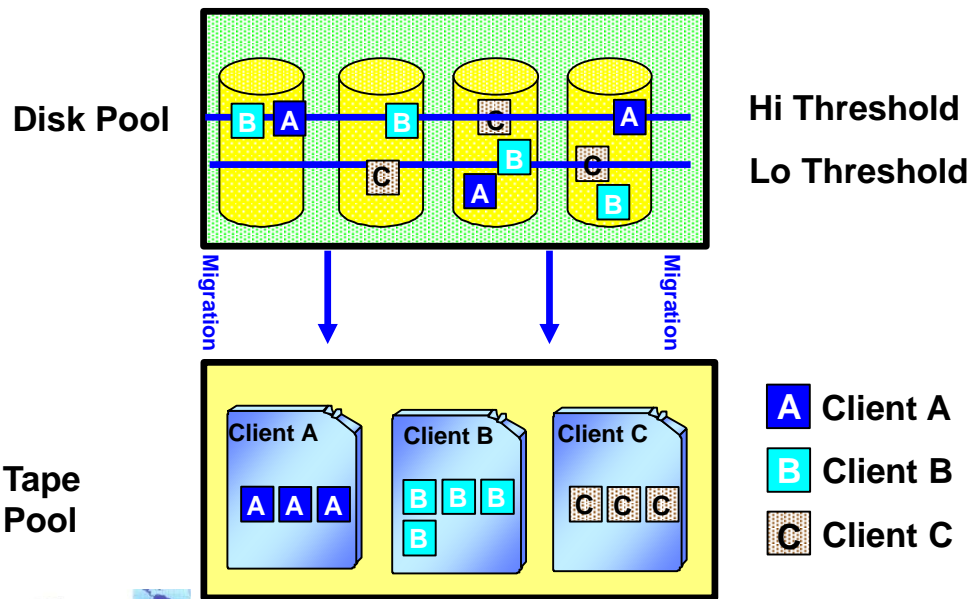 Disk Pool
B A B C A
B
C C
A B
Hi Threshold
Lo Threshold
Migration
Migration
Client A
Client B
Client C
A A A
B B B
B
C C C
Tape
Pool
A Client A
B Client B
C Client C